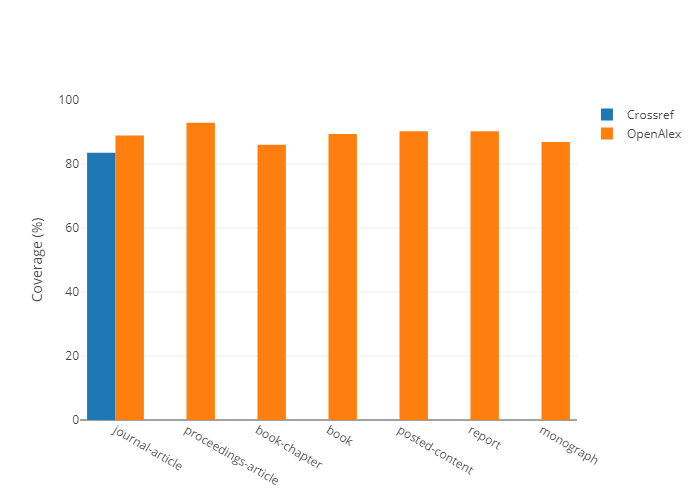 100
80
60
40
20
0
Coverage (%)
journal-article
proceedings-article
book-chapter
book
posted-content
report
monograph
Crossref
OpenAlex